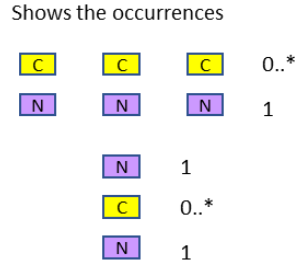 Shows the occurrences
C C C 0..*
N N N 1
N 1
C 0..*
N 1